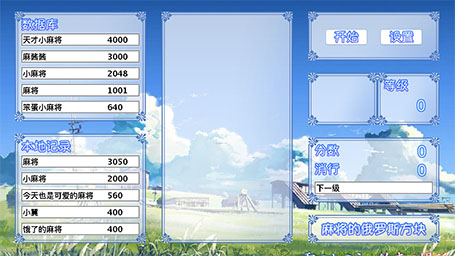 数据库
天才小麻将 4000
麻酱酱 3000
小麻将 2048
麻将 1001
笨蛋小麻将 640
本地记录
麻将 3050
小麻将 2000
今天也是可爱的麻将 560
小翼 400
饿了的麻将 400
开始 设置
等级
0
分数 0
消行 0
下一级
麻将的俄罗斯方块